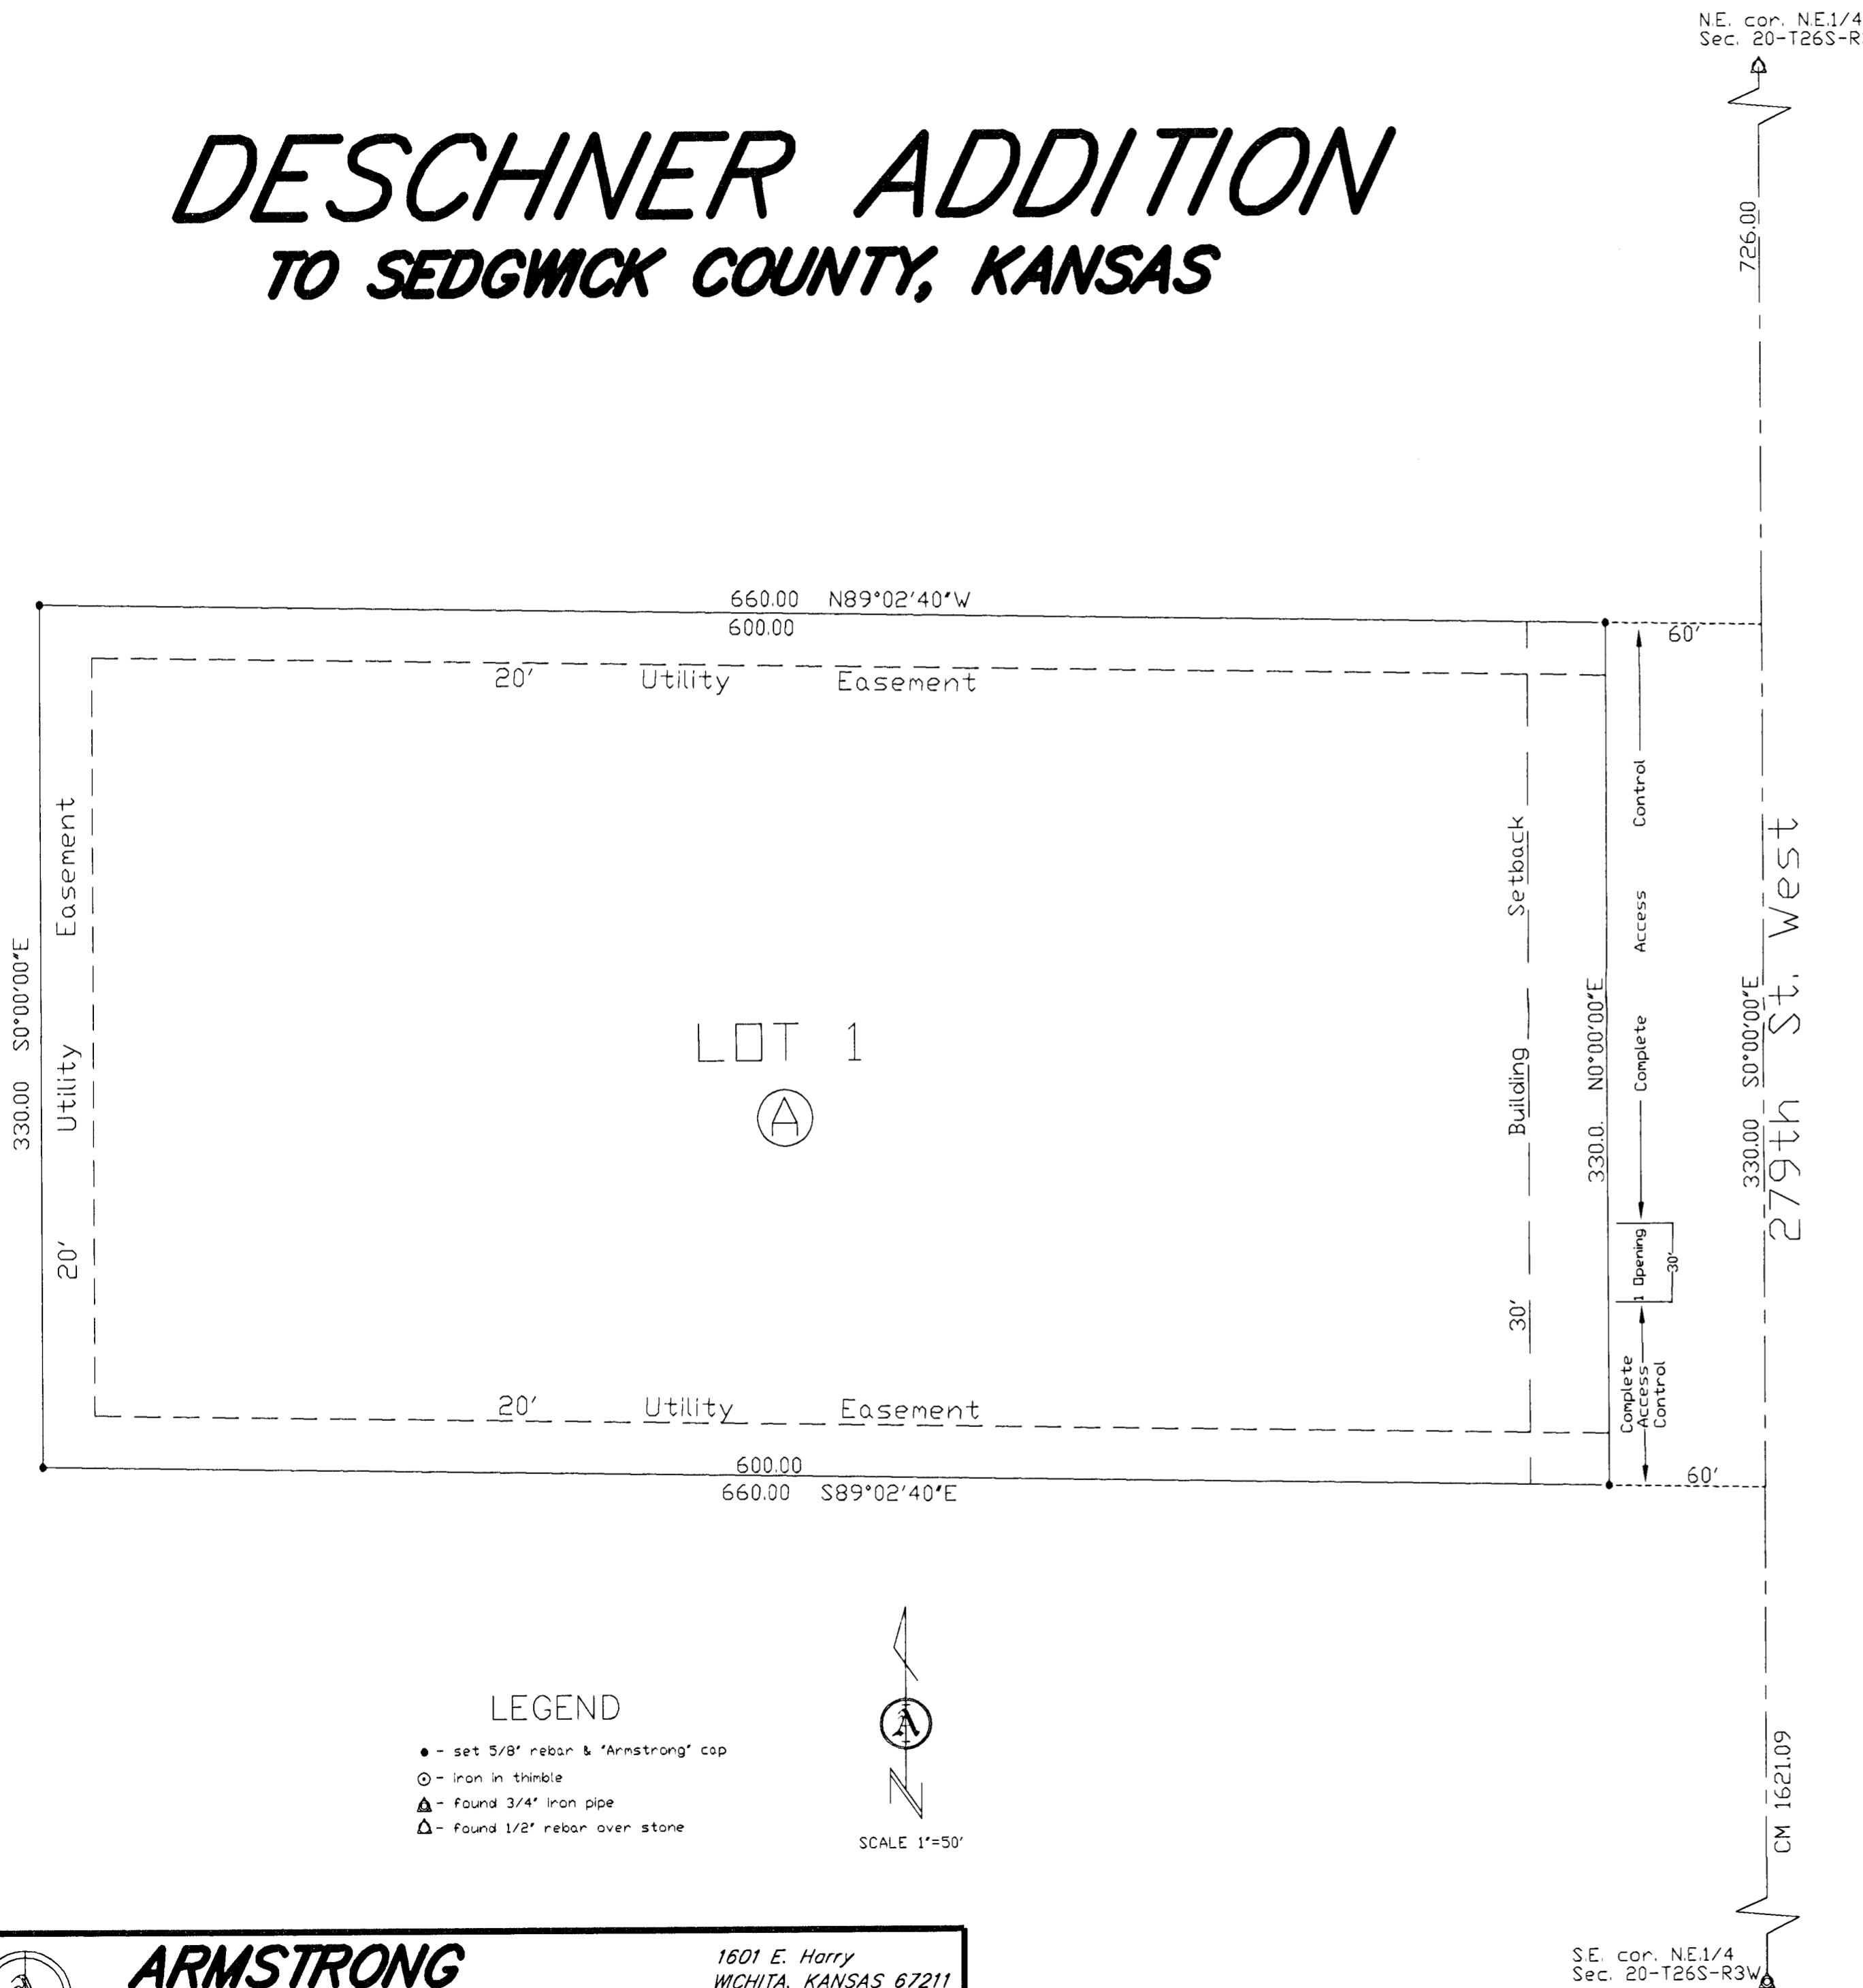 N.E. cor. N.E.1/4
Sec. 20-T26S-R
DESCHNER ADDITION
TO SEDGWICK COUNTY, KANSAS
726.00
660.00 N89°02'40"W
600.00
60'
20' Utility Easement
330.00 S0°00'00"E
20' Utility Easement
LOT 1
A
30' Building Setback
330.0. N0°00'00"E
Complete Access Control
1 Opening
30'
Complete
Access
Control
330.00 S0°00'00"E
279th St. West
20' Utility Easement
600.00
660.00 S89°02'40"E
60'
LEGEND
- set 5/8" rebar & "Armstrong" cap
- iron in thimble
- found 3/4" iron pipe
- found 1/2" rebar over stone
A
N
SCALE 1"=50'
CM 1621.09
S.E. cor. N.E.1/4
Sec. 20-T26S-R3W
ARMSTRONG
1601 E. Harry
WICHITA, KANSAS 67211